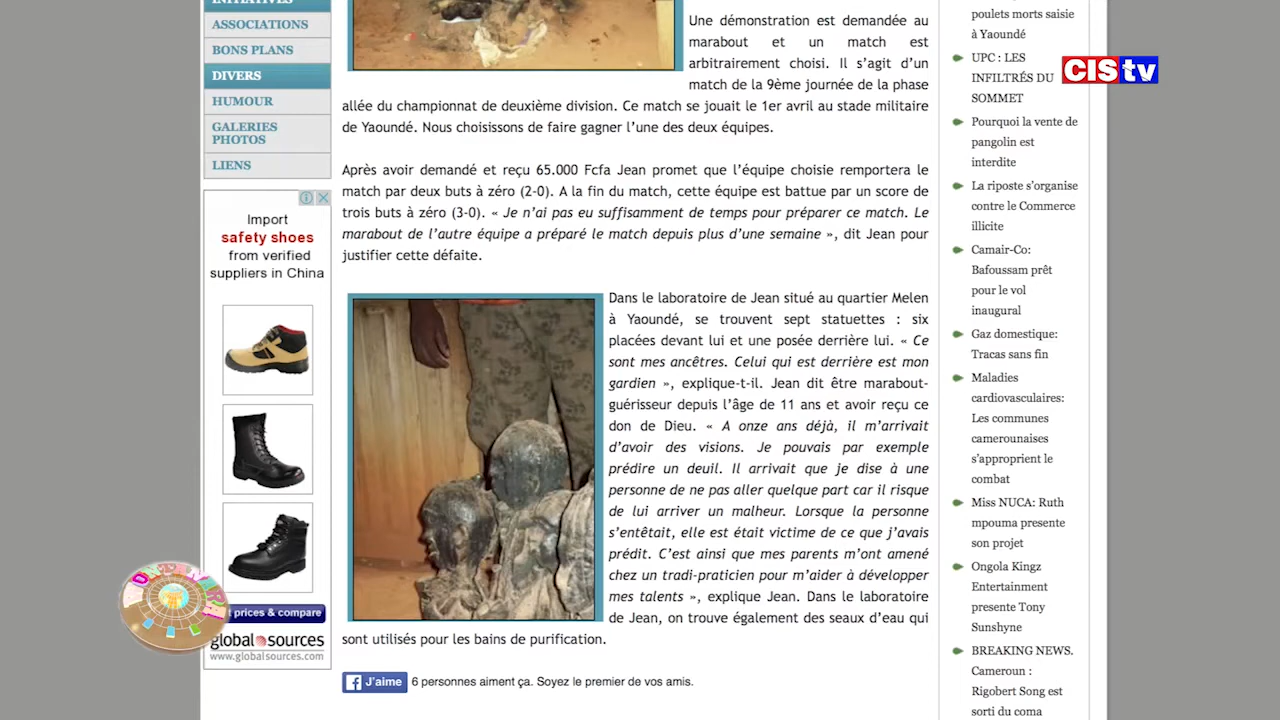 INITIATIVES
ASSOCIATIONS
BONS PLANS
DIVERS
HUMOUR
GALERIES
PHOTOS
LIENS
Import
safety shoes
from verified
suppliers in China
prices & compare
global sources
www.globalsources.com
Une démonstration est demandée au
marabout et un match est
arbitrairement choisi. Il s’agit d’un
match de la 9ème journée de la phase
allée du championnat de deuxième division. Ce match se jouait le 1er avril au stade militaire
de Yaoundé. Nous choisissons de faire gagner l’une des deux équipes.
Après avoir demandé et reçu 65.000 Fcfa Jean promet que l’équipe choisie remportera le
match par deux buts à zéro (2-0). A la fin du match, cette équipe est battue par un score de
trois buts à zéro (3-0). « Je n’ai pas eu suffisamment de temps pour préparer ce match. Le
marabout de l’autre équipe a préparé le match depuis plus d’une semaine », dit Jean pour
justifier cette défaite.
Dans le laboratoire de Jean situé au quartier Melen
à Yaoundé, se trouvent sept statuettes : six
placées devant lui et une posée derrière lui. « Ce
sont mes ancêtres. Celui qui est derrière est mon
gardien », explique-t-il. Jean dit être marabout-
guérisseur depuis l’âge de 11 ans et avoir reçu ce
don de Dieu. « A onze ans déjà, il m’arrivait
d’avoir des visions. Je pouvais par exemple
prédire un deuil. Il arrivait que je dise à une
personne de ne pas aller quelque part car il risque
de lui arriver un malheur. Lorsque la personne
s’entêtait, elle est était victime de ce que j’avais
prédit. C’est ainsi que mes parents m’ont amené
chez un tradi-praticien pour m’aider à développer
mes talents », explique Jean. Dans le laboratoire
de Jean, on trouve également des seaux d’eau qui
sont utilisés pour les bains de purification.
J’aime 6 personnes aiment ça. Soyez le premier de vos amis.
poulets morts saisie
à Yaoundé
UPC : LES
INFILTRÉS DU
SOMMET
Pourquoi la vente de
pangolin est
interdite
La riposte s’organise
contre le Commerce
illicite
Camair-Co:
Bafoussam prêt
pour le vol
inaugural
Gaz domestique:
Tracas sans fin
Maladies
cardiovasculaires:
Les communes
camerounaises
s’approprient le
combat
Miss NUCA: Ruth
mpouma presente
son projet
Ongola Kingz
Entertainment
presente Tony
Sunshyne
BREAKING NEWS.
Cameroun :
Rigobert Song est
sorti du coma
CIS tv